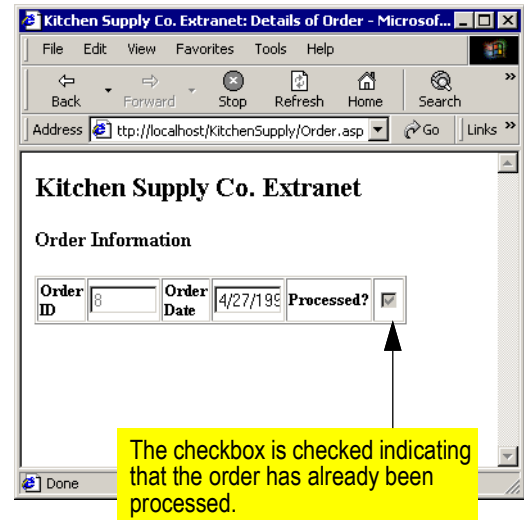 Kitchen Supply Co. Extranet: Details of Order - Microsof...
File Edit View Favorites Tools Help
Back Forward Stop Refresh Home Search »
Address ttp://localhost/KitchenSupply/Order.asp Go Links »
Kitchen Supply Co. Extranet
Order Information
Order ID 8 Order Date 4/27/199 Processed?
The checkbox is checked indicating
that the order has already been
processed.
Done